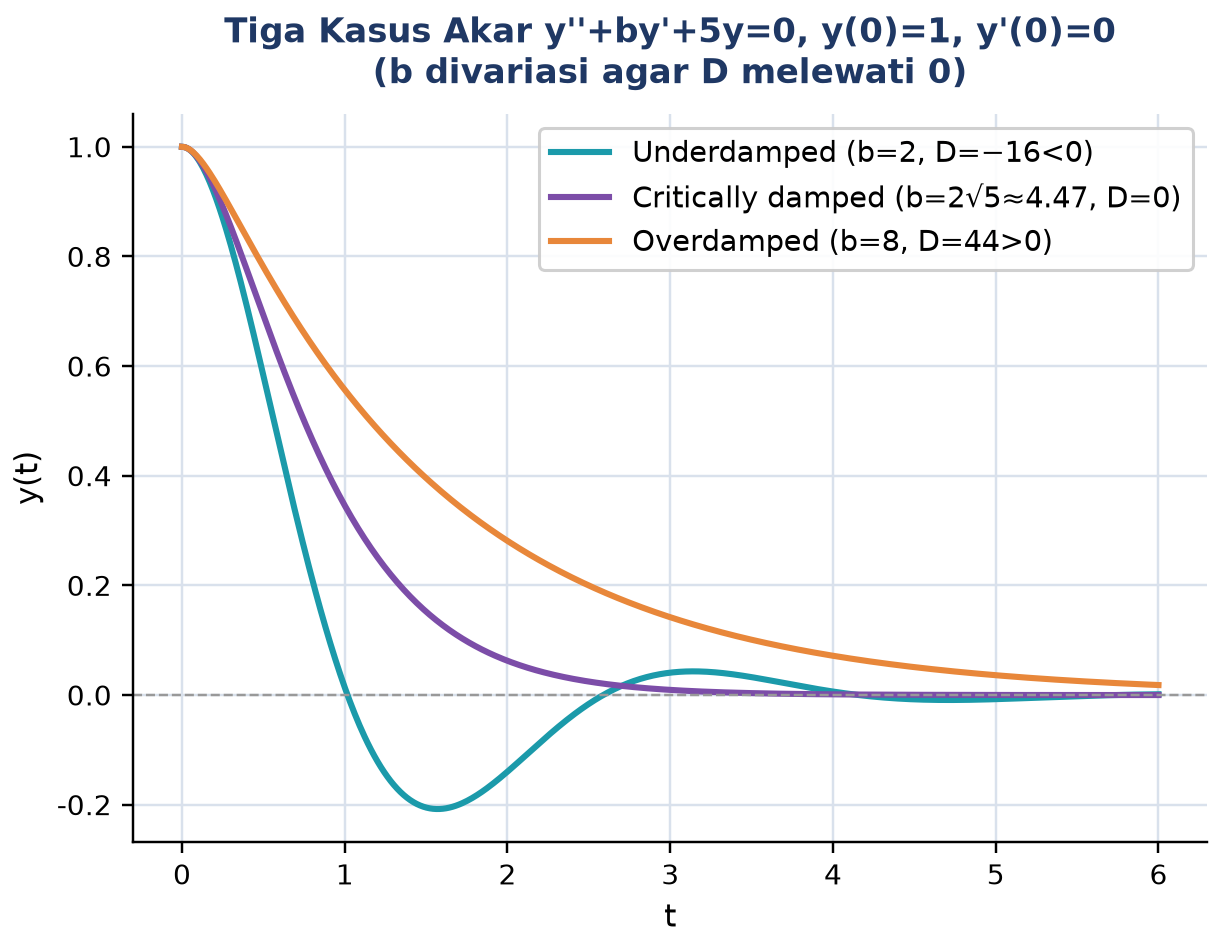 Tiga Kasus Akar y''+by'+5y=0, y(0)=1, y'(0)=0
(b divariasi agar D melewati 0)
Underdamped (b=2, D=−16<0)
Critically damped (b=2√5≈4.47, D=0)
Overdamped (b=8, D=44>0)
1.0
0.8
0.6
0.4
0.2
0.0
-0.2
y(t)
0 1 2 3 4 5 6
t